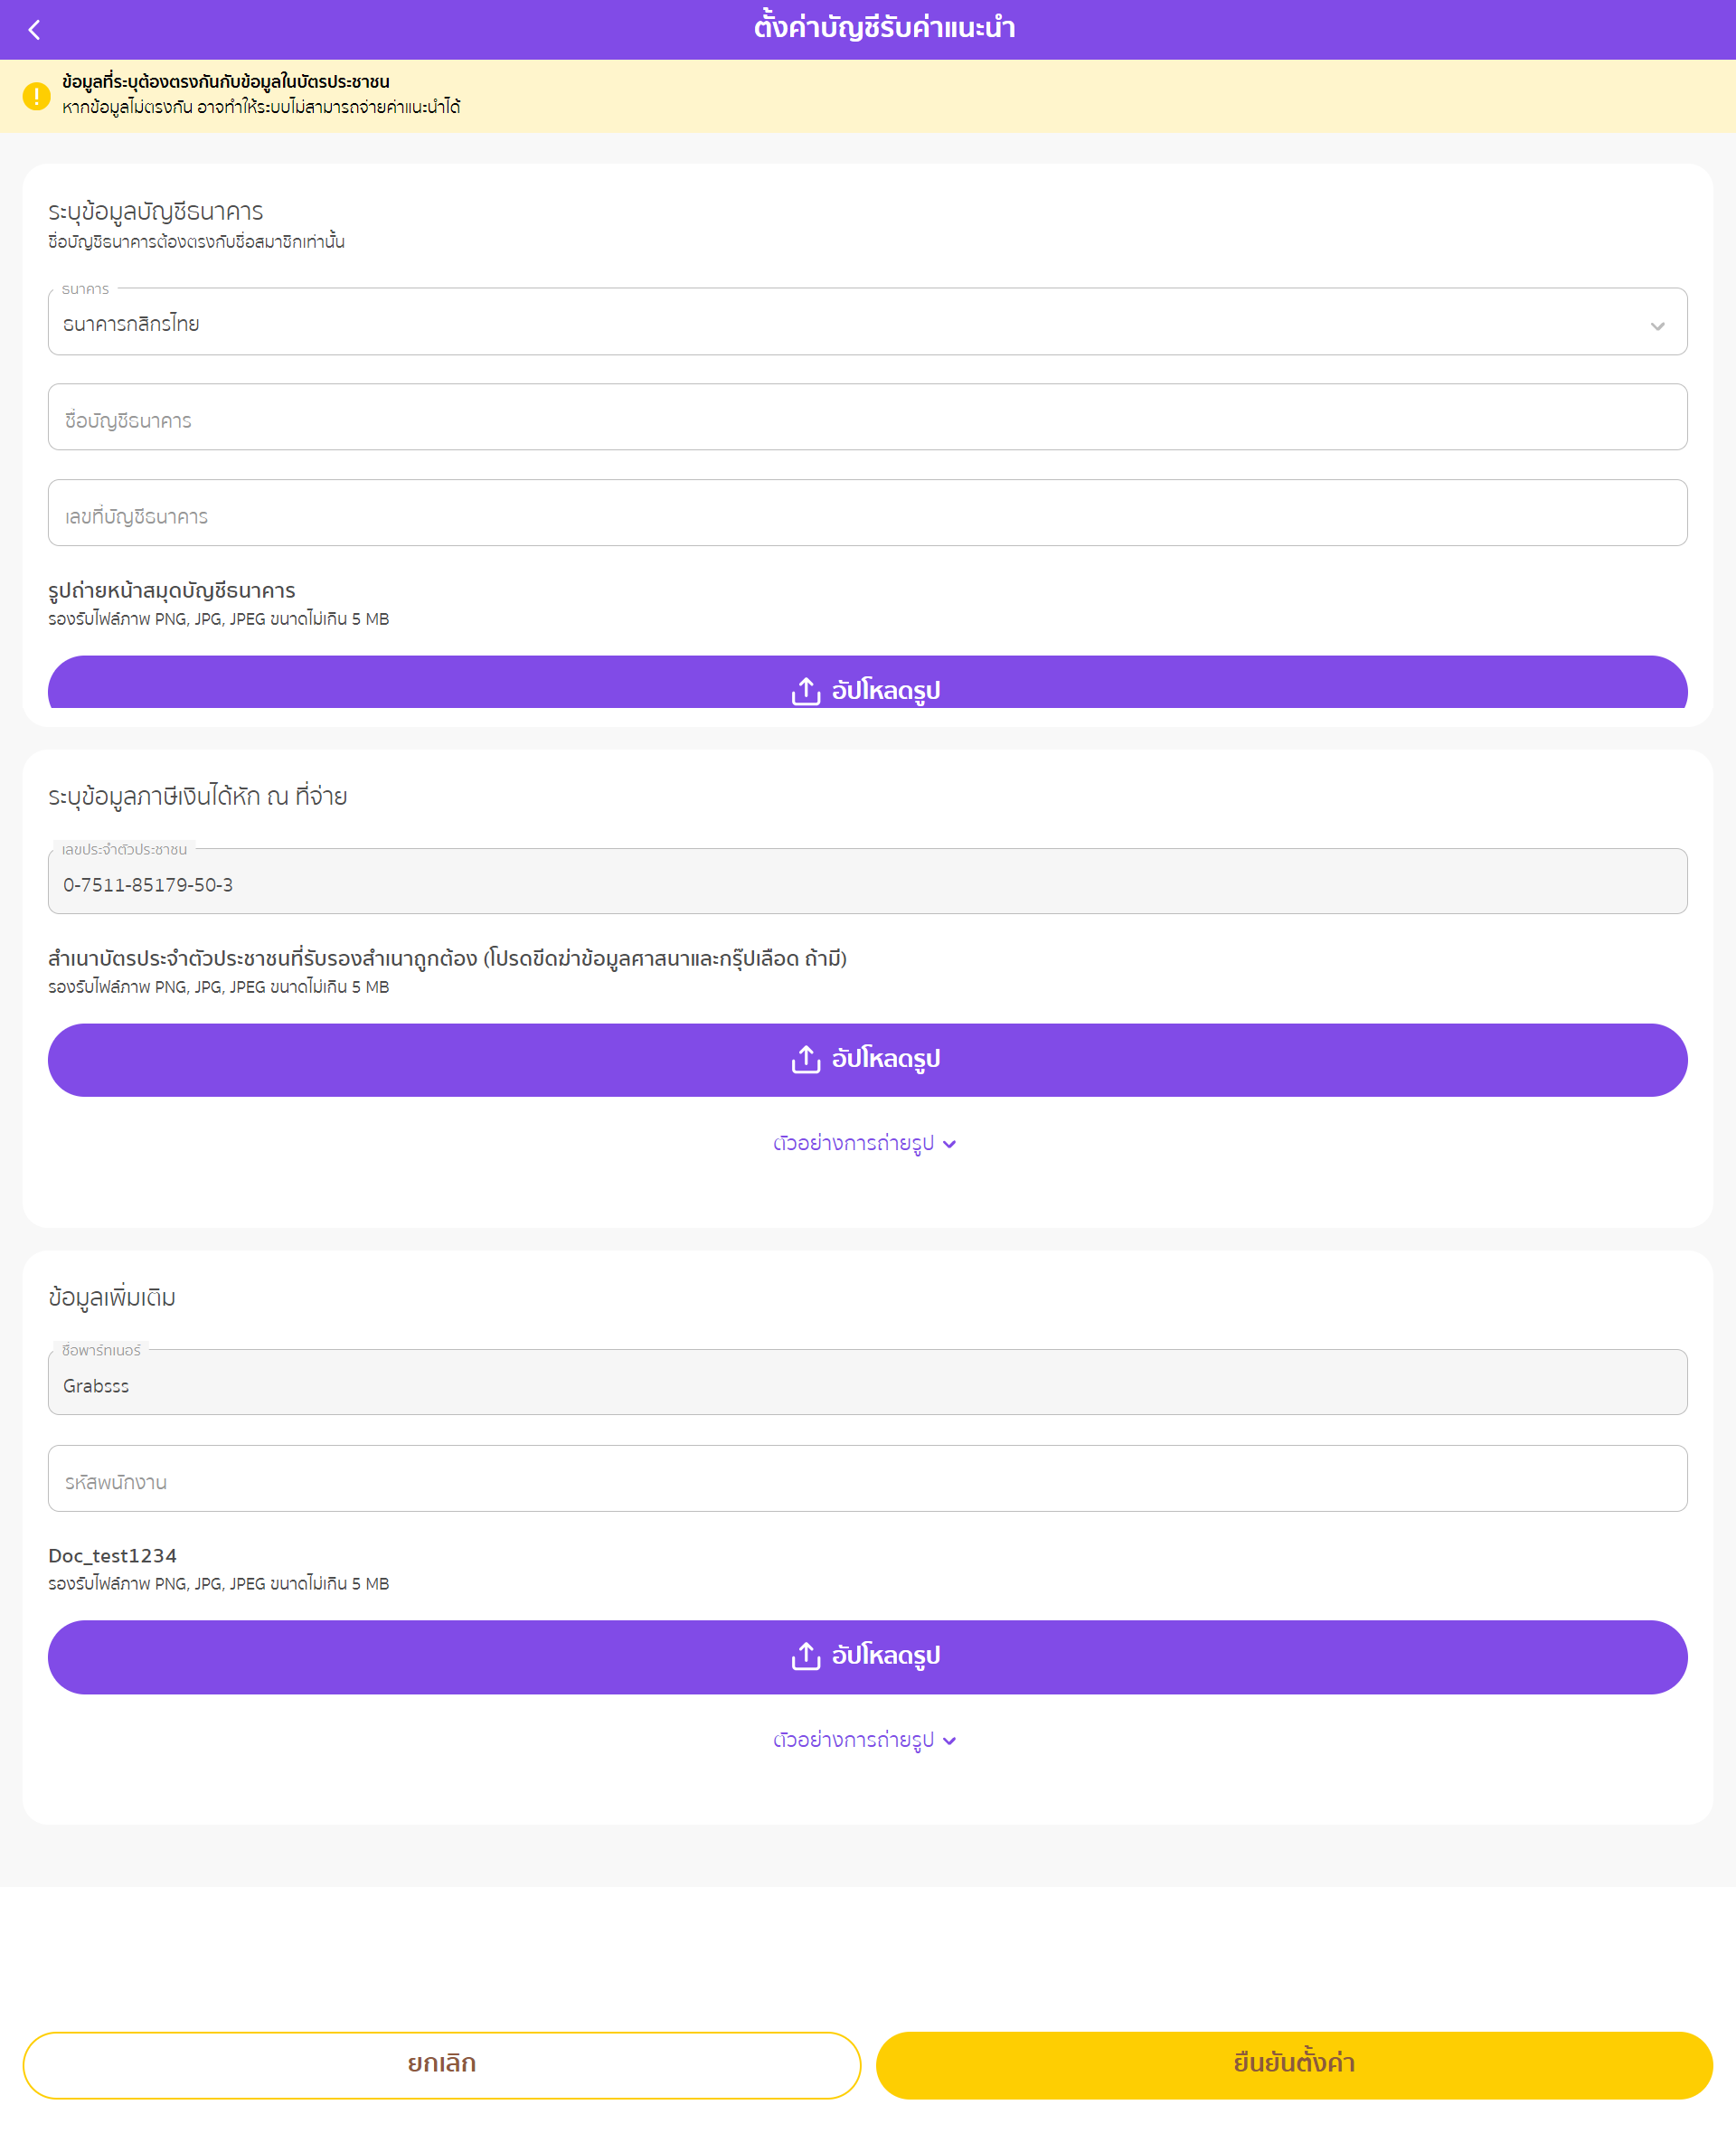 ตั้งค่าบัญชีรับค่าแนะนำ
ข้อมูลที่ระบุต้องตรงกันกับข้อมูลในบัตรประชาชน
หากข้อมูลไม่ตรงกัน อาจทำให้ระบบไม่สามารถจ่ายค่าแนะนำได้
ระบุข้อมูลบัญชีธนาคาร
ชื่อบัญชีธนาคารต้องตรงกับชื่อสมาชิกเท่านั้น
ธนาคาร
ธนาคารกสิกรไทย
ชื่อบัญชีธนาคาร
เลขที่บัญชีธนาคาร
รูปถ่ายหน้าสมุดบัญชีธนาคาร
รองรับไฟล์ภาพ PNG, JPG, JPEG ขนาดไม่เกิน 5 MB
อัปโหลดรูป
ระบุข้อมูลภาษีเงินได้หัก ณ ที่จ่าย
เลขประจำตัวประชาชน
0-7511-85179-50-3
สำเนาบัตรประจำตัวประชาชนที่รับรองสำเนาถูกต้อง (โปรดขีดฆ่าข้อมูลศาสนาและกรุ๊ปเลือด ถ้ามี)
รองรับไฟล์ภาพ PNG, JPG, JPEG ขนาดไม่เกิน 5 MB
อัปโหลดรูป
ตัวอย่างการถ่ายรูป
ข้อมูลเพิ่มเติม
ชื่อพาร์ทเนอร์
Grabsss
รหัสพนักงาน
Doc_test1234
รองรับไฟล์ภาพ PNG, JPG, JPEG ขนาดไม่เกิน 5 MB
อัปโหลดรูป
ตัวอย่างการถ่ายรูป
ยกเลิก
ยืนยันตั้งค่า